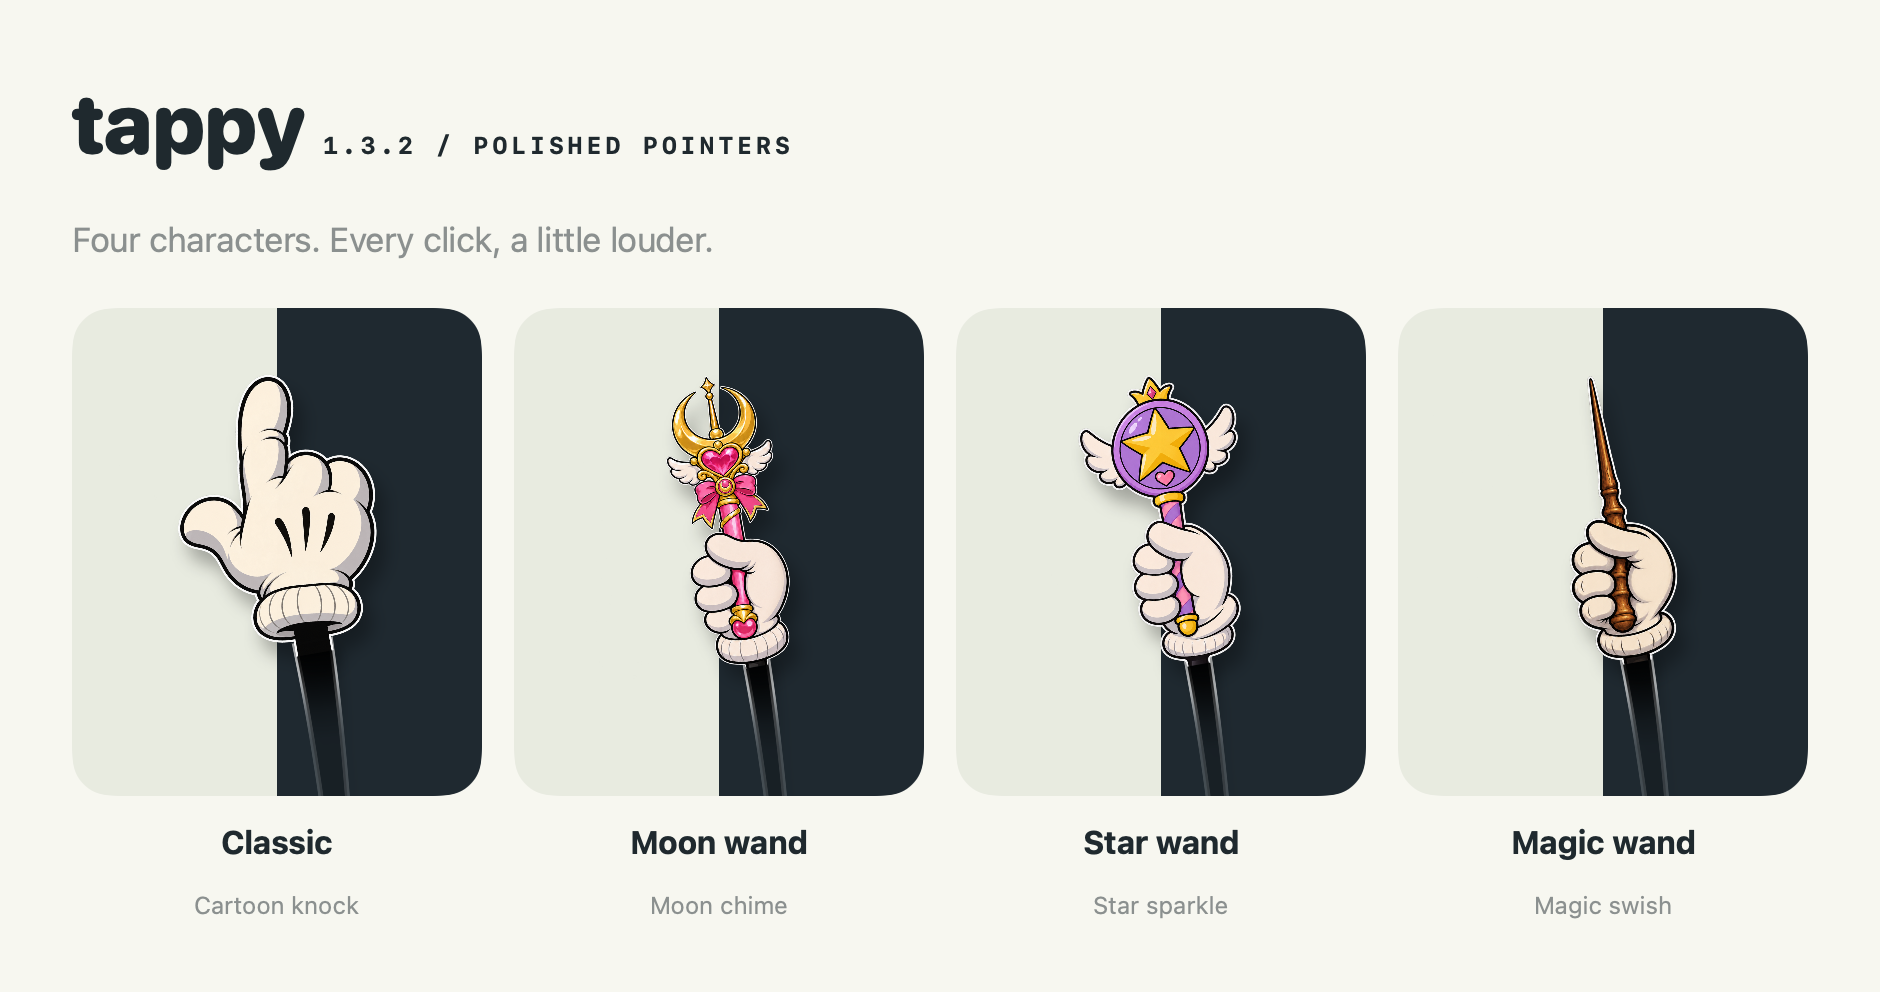 tappy 1.3.2 / POLISHED POINTERS
Four characters. Every click, a little louder.
Classic
Cartoon knock
Moon wand
Moon chime
Star wand
Star sparkle
Magic wand
Magic swish